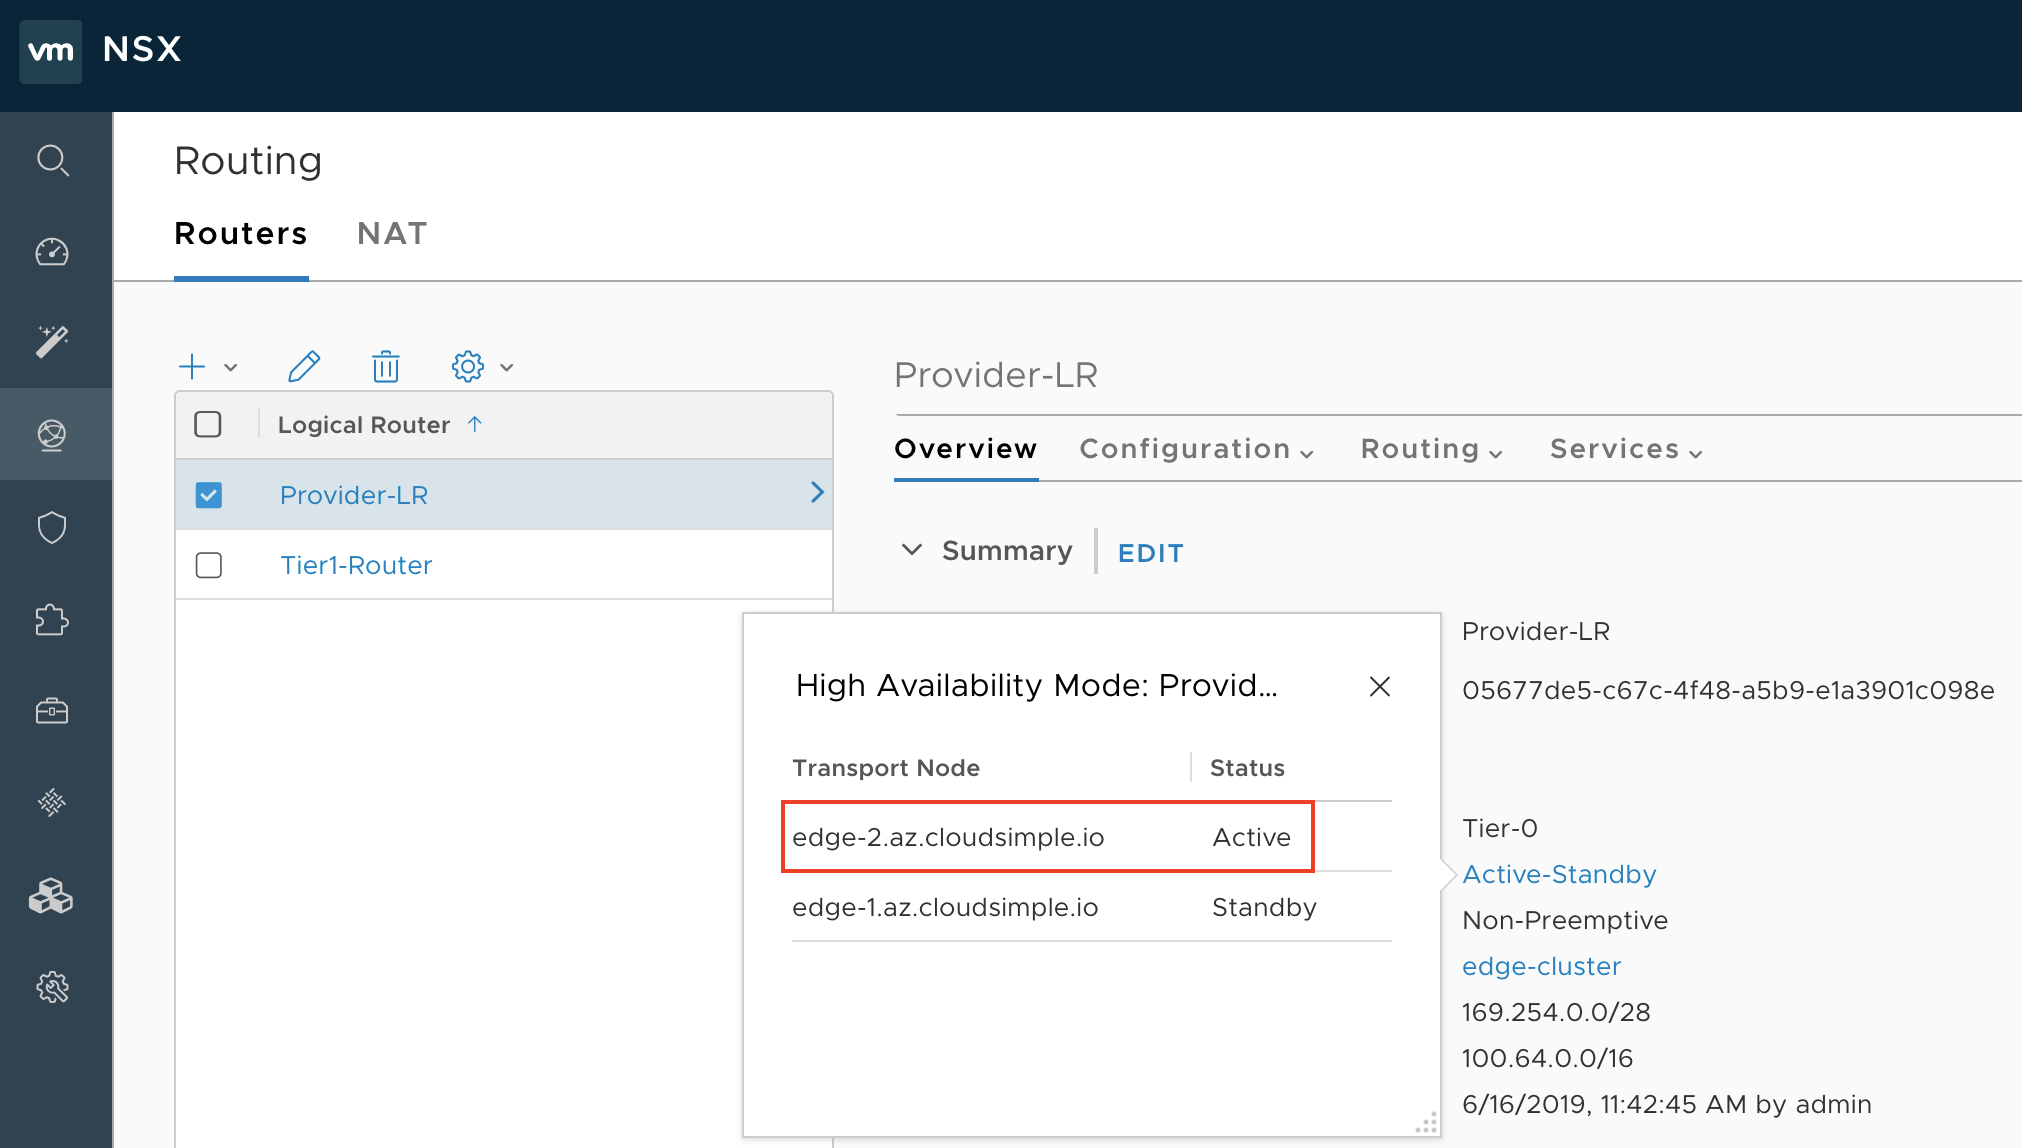 vm NSX
Routing
Routers NAT
Logical Router
Provider-LR
Tier1-Router
Provider-LR
Overview Configuration Routing Services
Summary EDIT
High Availability Mode: Provid...
Transport Node Status
edge-2.az.cloudsimple.io Active
edge-1.az.cloudsimple.io Standby
Provider-LR
05677de5-c67c-4f48-a5b9-e1a3901c098e
Tier-0
Active-Standby
Non-Preemptive
edge-cluster
169.254.0.0/28
100.64.0.0/16
6/16/2019, 11:42:45 AM by admin